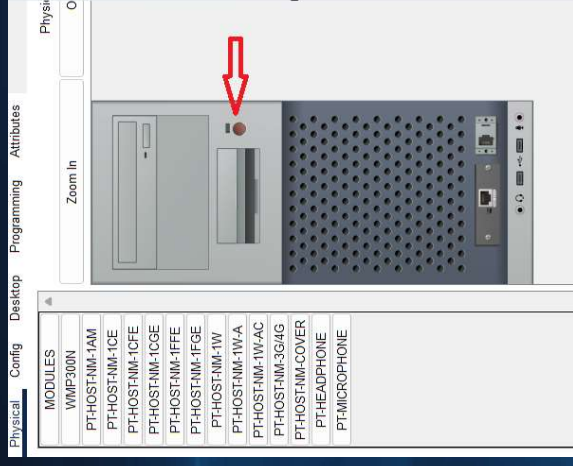 Physical
Config
Desktop
Programming
Attributes
MODULES
WMP300N
PT-HOST-NM-1AM
PT-HOST-NM-1CE
PT-HOST-NM-1CFE
PT-HOST-NM-1CGE
PT-HOST-NM-1FFE
PT-HOST-NM-1FGE
PT-HOST-NM-1W
PT-HOST-NM-1W-A
PT-HOST-NM-1W-AC
PT-HOST-NM-3G/4G
PT-HOST-NM-COVER
PT-HEADPHONE
PT-MICROPHONE
Zoom In